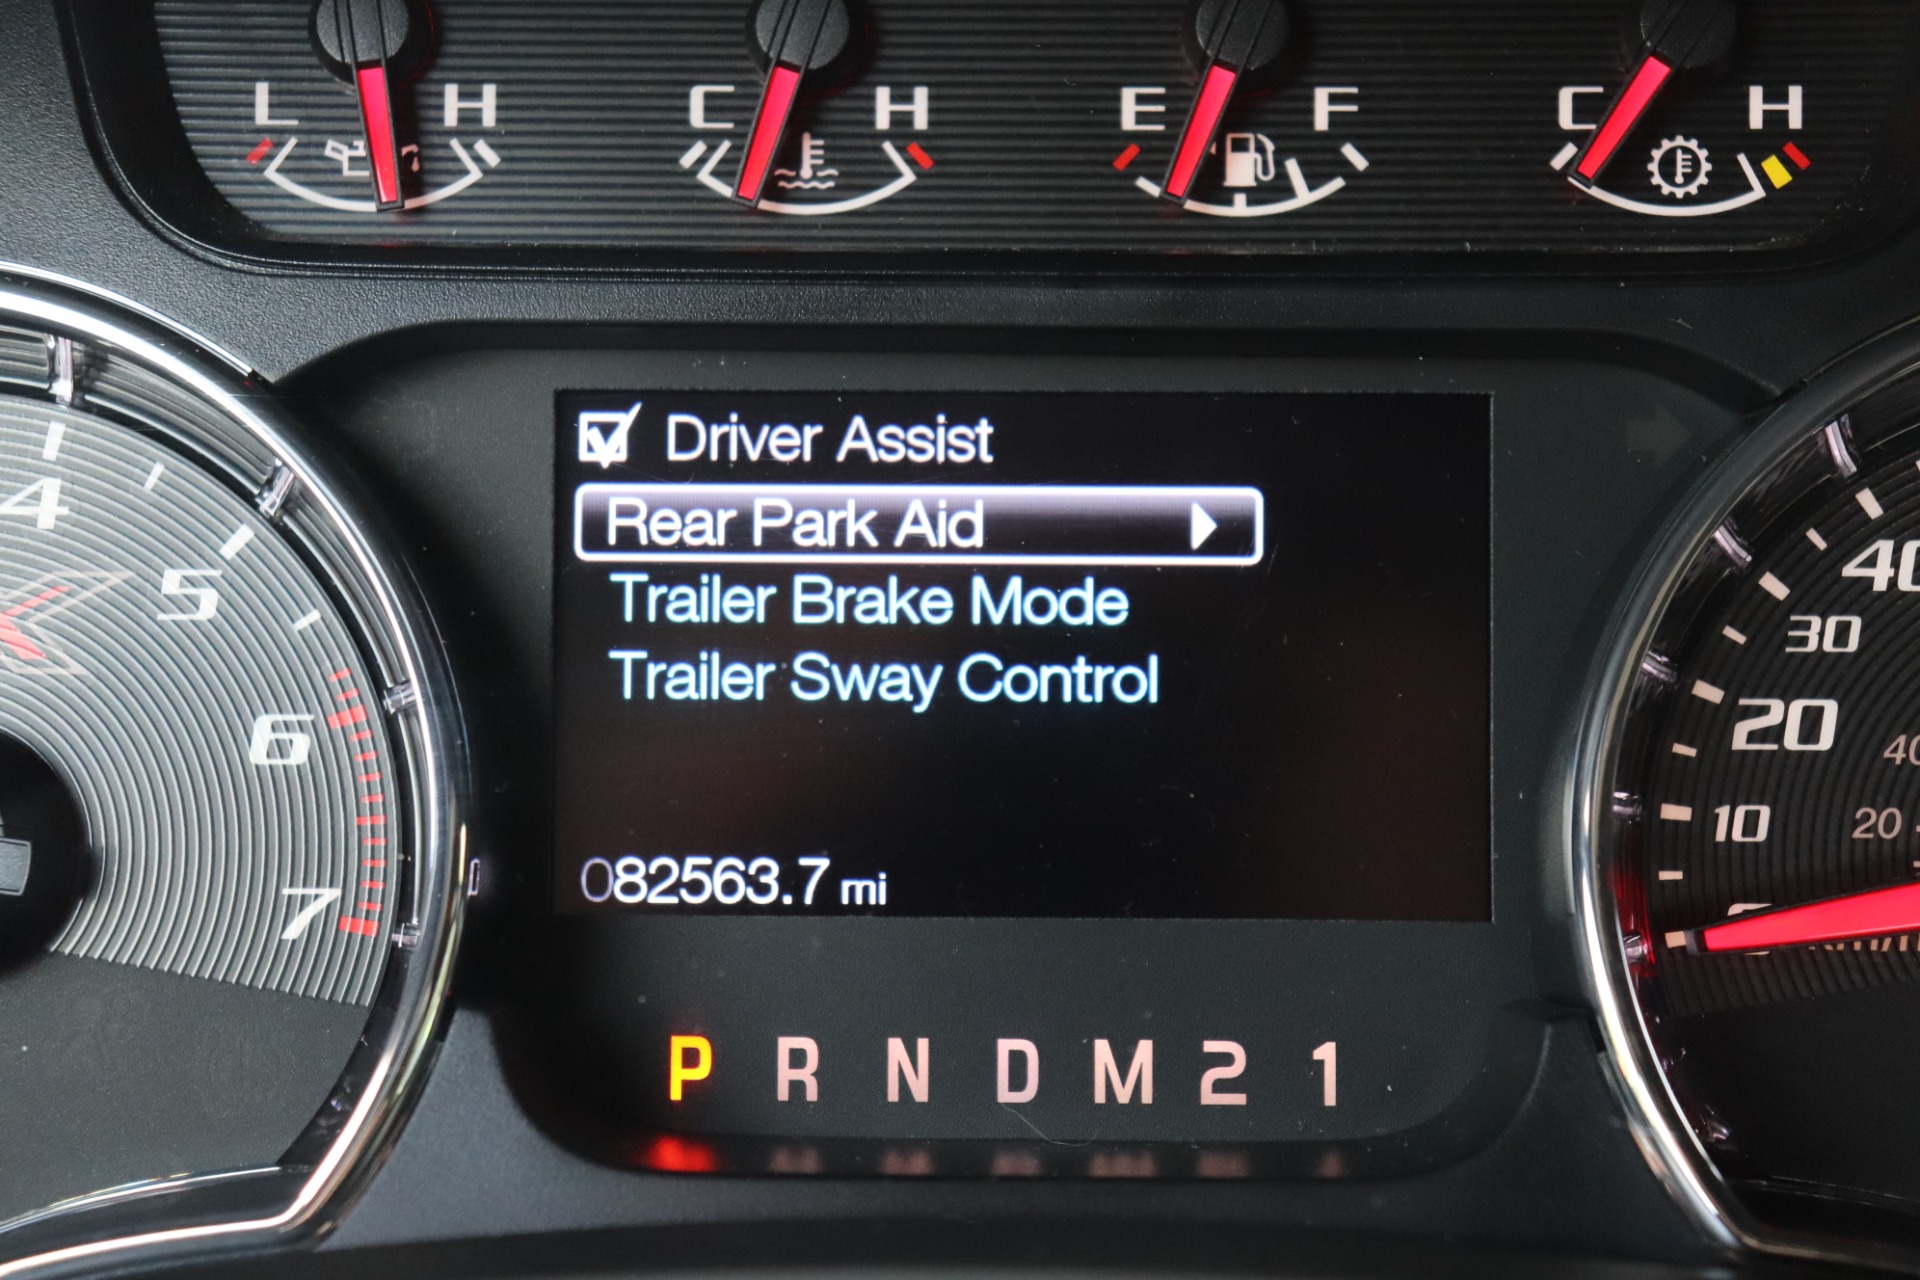 L H C H E F C H
Driver Assist
Rear Park Aid
Trailer Brake Mode
Trailer Sway Control
082563.7 mi
P R N D M 2 1
4
5
6
7
40
30
20
10
40
20